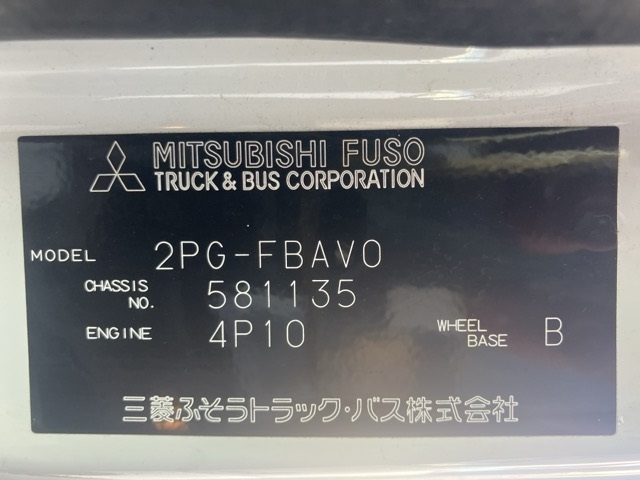 MITSUBISHI FUSO
TRUCK & BUS CORPORATION
MODEL 2PG-FBAV0
CHASSIS NO. 581135
ENGINE 4P10 WHEEL BASE B
三菱ふそうトラック・バス株式会社